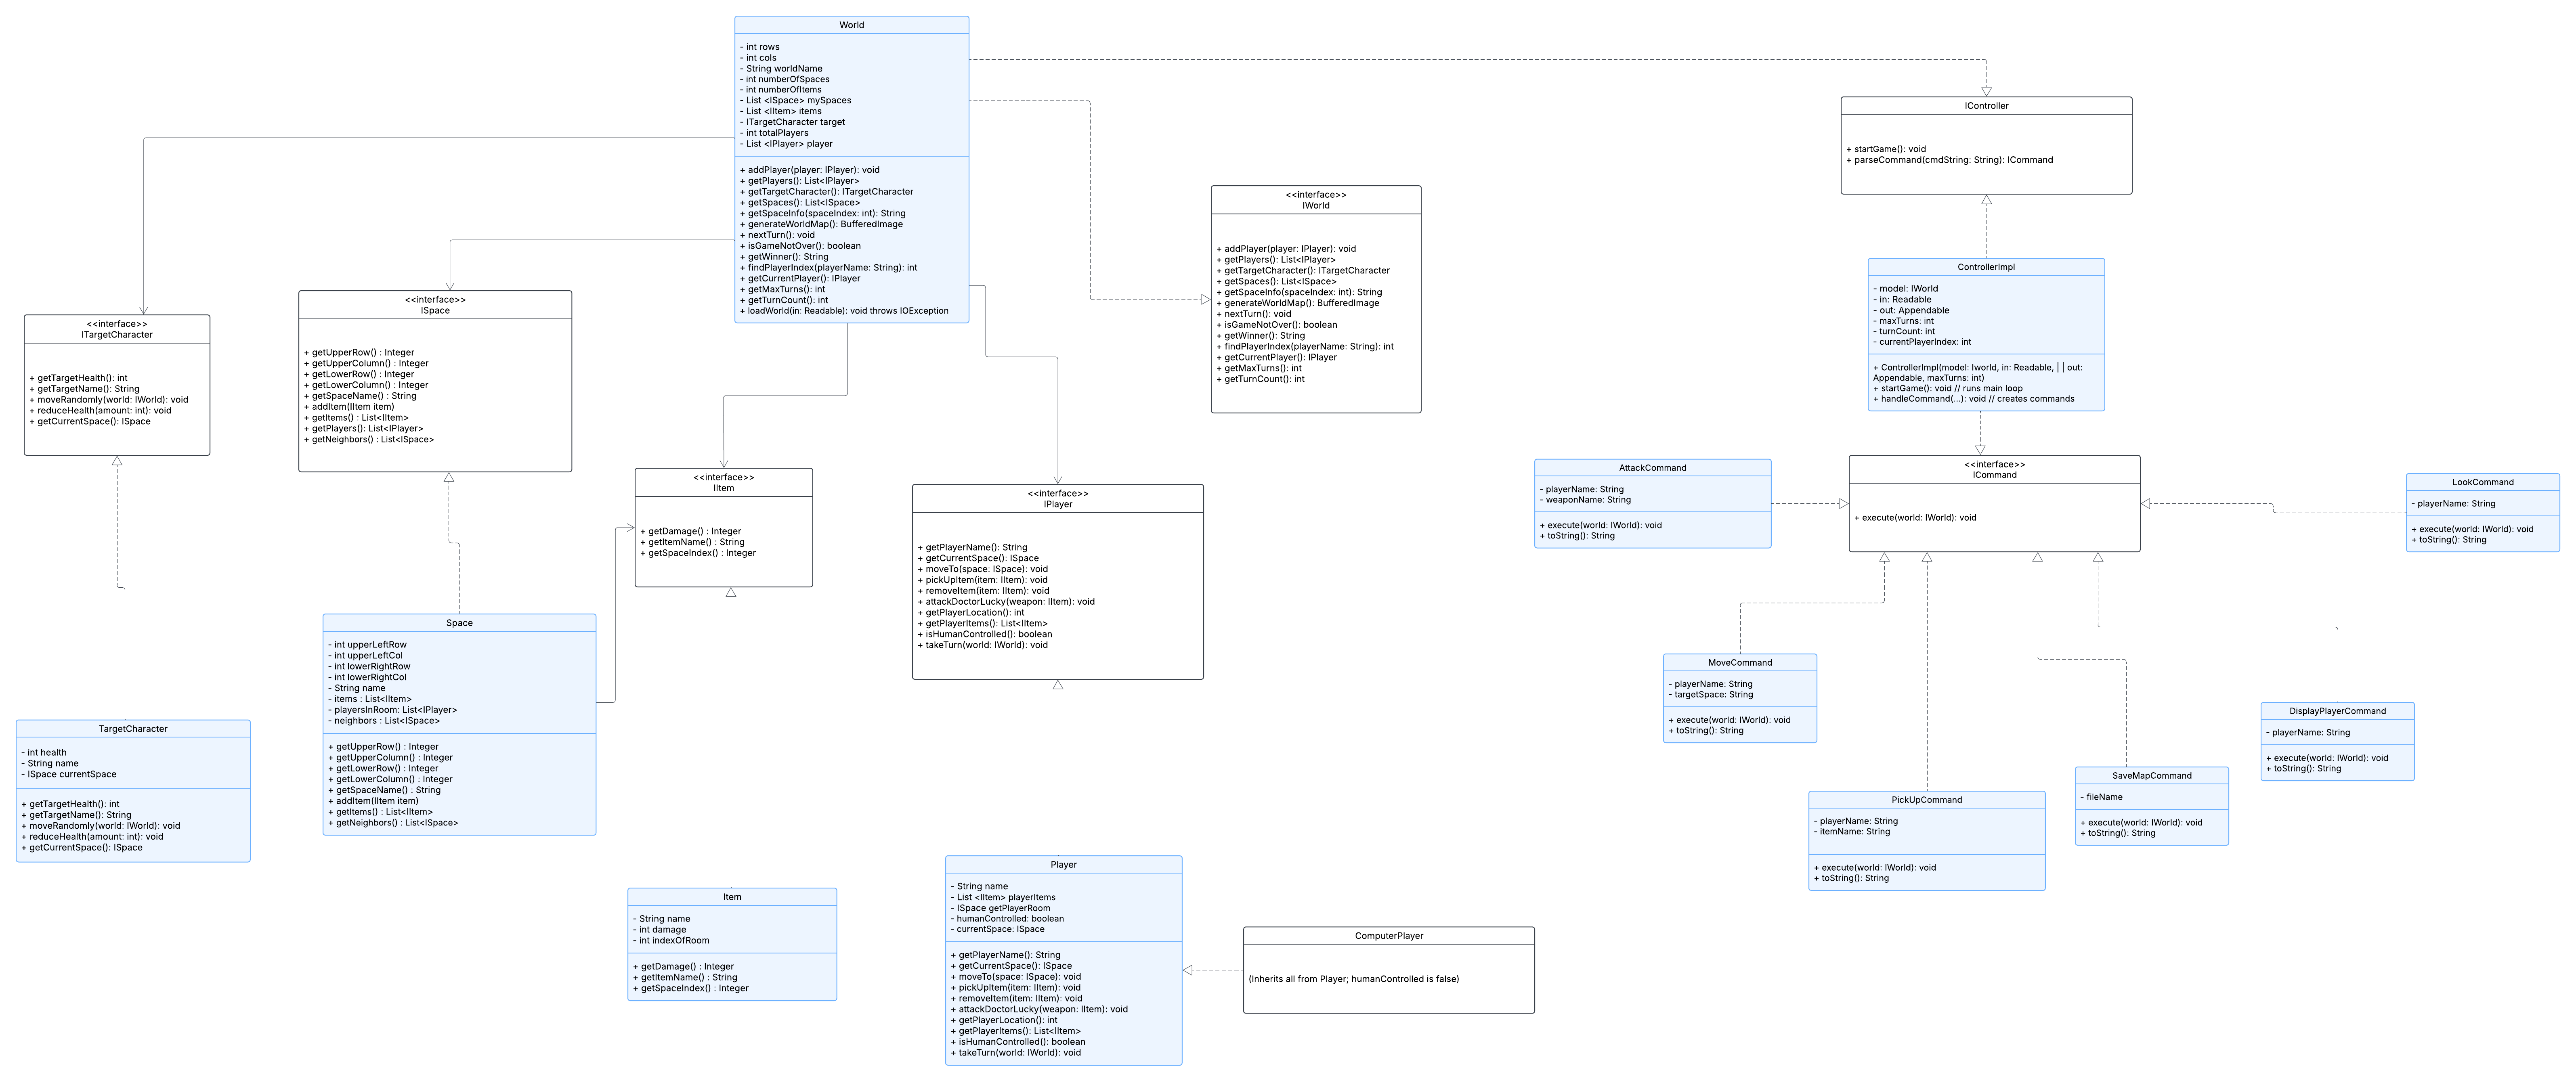 World
- int rows
- int cols
- String worldName
- int numberOfSpaces
- int numberOfItems
- List <ISpace> mySpaces
- List <IItem> items
- ITargetCharacter target
- int totalPlayers
- List <IPlayer> player
+ addPlayer(player: IPlayer): void
+ getPlayers(): List<IPlayer>
+ getTargetCharacter(): ITargetCharacter
+ getSpaces(): List<ISpace>
+ getSpaceInfo(spaceIndex: int): String
+ generateWorldMap(): BufferedImage
+ nextTurn(): void
+ isGameNotOver(): boolean
+ getWinner(): String
+ findPlayerIndex(playerName: String): int
+ getCurrentPlayer(): IPlayer
+ getMaxTurns(): int
+ getTurnCount(): int
+ loadWorld(in: Readable): void throws IOException
IController
+ startGame(): void
+ parseCommand(cmdString: String): ICommand
<<interface>>
IWorld
+ addPlayer(player: IPlayer): void
+ getPlayers(): List<IPlayer>
+ getTargetCharacter(): ITargetCharacter
+ getSpaces(): List<ISpace>
+ getSpaceInfo(spaceIndex: int): String
+ generateWorldMap(): BufferedImage
+ nextTurn(): void
+ isGameNotOver(): boolean
+ getWinner(): String
+ findPlayerIndex(playerName: String): int
+ getCurrentPlayer(): IPlayer
+ getMaxTurns(): int
+ getTurnCount(): int
ControllerImpl
- model: IWorld
- in: Readable
- out: Appendable
- maxTurns: int
- turnCount: int
- currentPlayerIndex: int
+ ControllerImpl(model: Iworld, in: Readable, | | out:
Appendable, maxTurns: int)
+ startGame(): void // runs main loop
+ handleCommand(...): void // creates commands
<<interface>>
ISpace
+ getUpperRow() : Integer
+ getUpperColumn() : Integer
+ getLowerRow() : Integer
+ getLowerColumn() : Integer
+ getSpaceName() : String
+ addItem(IItem item)
+ getItems() : List<IItem>
+ getPlayers(): List<IPlayer>
+ getNeighbors() : List<ISpace>
<<interface>>
ITargetCharacter
+ getTargetHealth(): int
+ getTargetName(): String
+ moveRandomly(world: IWorld): void
+ reduceHealth(amount: int): void
+ getCurrentSpace(): ISpace
<<interface>>
IItem
+ getDamage() : Integer
+ getItemName() : String
+ getSpaceIndex() : Integer
<<interface>>
IPlayer
+ getPlayerName(): String
+ getCurrentSpace(): ISpace
+ moveTo(space: ISpace): void
+ pickUpItem(item: IItem): void
+ removeItem(item: IItem): void
+ attackDoctorLucky(weapon: IItem): void
+ getPlayerLocation(): int
+ getPlayerItems(): List<IItem>
+ isHumanControlled(): boolean
+ takeTurn(world: IWorld): void
AttackCommand
- playerName: String
- weaponName: String
+ execute(world: IWorld): void
+ toString(): String
<<interface>>
ICommand
+ execute(world: IWorld): void
LookCommand
- playerName: String
+ execute(world: IWorld): void
+ toString(): String
Space
- int upperLeftRow
- int upperLeftCol
- int lowerRightRow
- int lowerRightCol
- String name
- items : List<IItem>
- playersInRoom: List<IPlayer>
- neighbors : List<ISpace>
+ getUpperRow() : Integer
+ getUpperColumn() : Integer
+ getLowerRow() : Integer
+ getLowerColumn() : Integer
+ getSpaceName() : String
+ addItem(IItem item)
+ getItems() : List<IItem>
+ getNeighbors() : List<ISpace>
MoveCommand
- playerName: String
- targetSpace: String
+ execute(world: IWorld): void
+ toString(): String
DisplayPlayerCommand
- playerName: String
+ execute(world: IWorld): void
+ toString(): String
TargetCharacter
- int health
- String name
- ISpace currentSpace
+ getTargetHealth(): int
+ getTargetName(): String
+ moveRandomly(world: IWorld): void
+ reduceHealth(amount: int): void
+ getCurrentSpace(): ISpace
SaveMapCommand
- fileName
+ execute(world: IWorld): void
+ toString(): String
PickUpCommand
- playerName: String
- itemName: String
+ execute(world: IWorld): void
+ toString(): String
Item
- String name
- int damage
- int indexOfRoom
+ getDamage() : Integer
+ getItemName() : String
+ getSpaceIndex() : Integer
Player
- String name
- List <IItem> playerItems
- ISpace getPlayerRoom
- humanControlled: boolean
- currentSpace: ISpace
+ getPlayerName(): String
+ getCurrentSpace(): ISpace
+ moveTo(space: ISpace): void
+ pickUpItem(item: IItem): void
+ removeItem(item: IItem): void
+ attackDoctorLucky(weapon: IItem): void
+ getPlayerLocation(): int
+ getPlayerItems(): List<IItem>
+ isHumanControlled(): boolean
+ takeTurn(world: IWorld): void
ComputerPlayer
(Inherits all from Player; humanControlled is false)